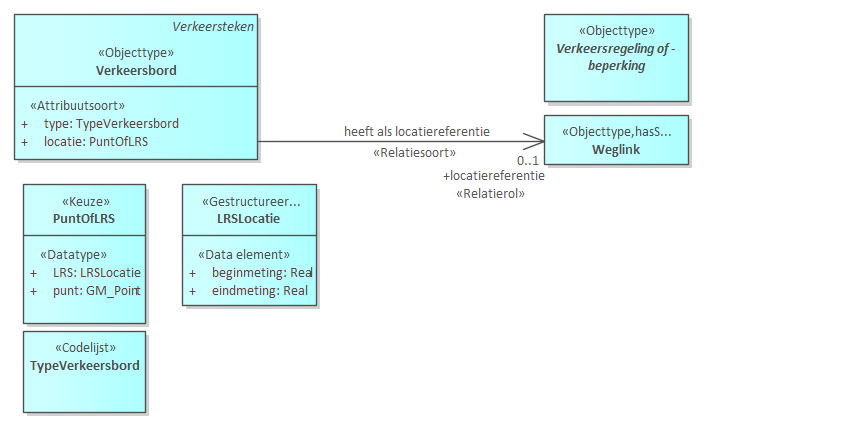 Verkeersteken
«Objecttype»
Verkeersbord
«Attribuutsoort»
+ type: TypeVerkeersbord
+ locatie: PuntOfLRS
heeft als locatiereferentie
«Relatiesoort»
0..1
+locatiereferentie
«Relatierol»
«Objecttype»
Verkeersregeling of -
beperking
«Objecttype,hasS...
Weglink
«Keuze»
PuntOfLRS
«Datatype»
+ LRS: LRSLocatie
+ punt: GM_Point
«Gestructureer...
LRSLocatie
«Data element»
+ beginmeting: Real
+ eindmeting: Real
«Codelijst»
TypeVerkeersbord